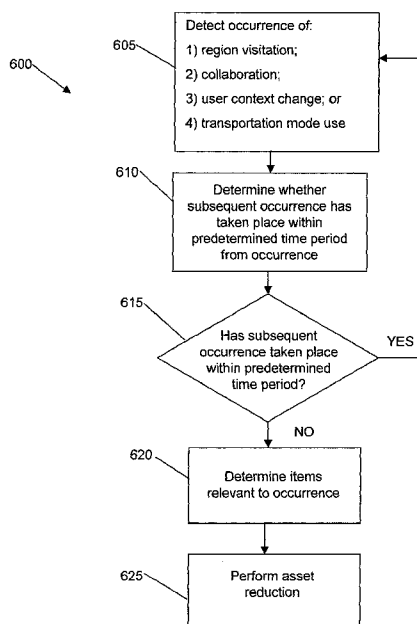 600
605
Detect occurrence of:
1) region visitation;
2) collaboration;
3) user context change; or
4) transportation mode use
610
Determine whether
subsequent occurrence has
taken place within
predetermined time period
from occurrence
615
Has subsequent
occurrence taken place
within predetermined
time period?
YES
NO
620
Determine items
relevant to occurrence
625
Perform asset
reduction